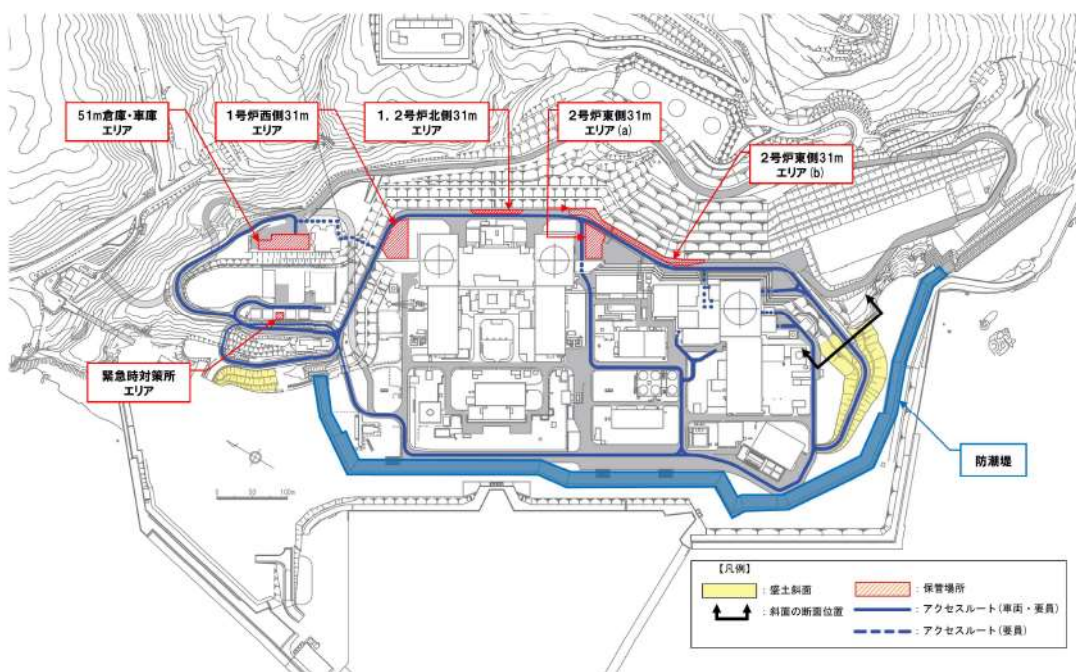 51m倉庫・車庫
エリア
1号炉西側31m
エリア
1，2号炉北側31m
エリア
2号炉東側31m
エリア(a)
2号炉東側31m
エリア(b)
緊急時対策所
エリア
防潮堤
0 50 100m
【凡例】
：盛土斜面
：保管場所
：斜面の断面位置
：アクセスルート(車両・要員)
：アクセスルート(要員)